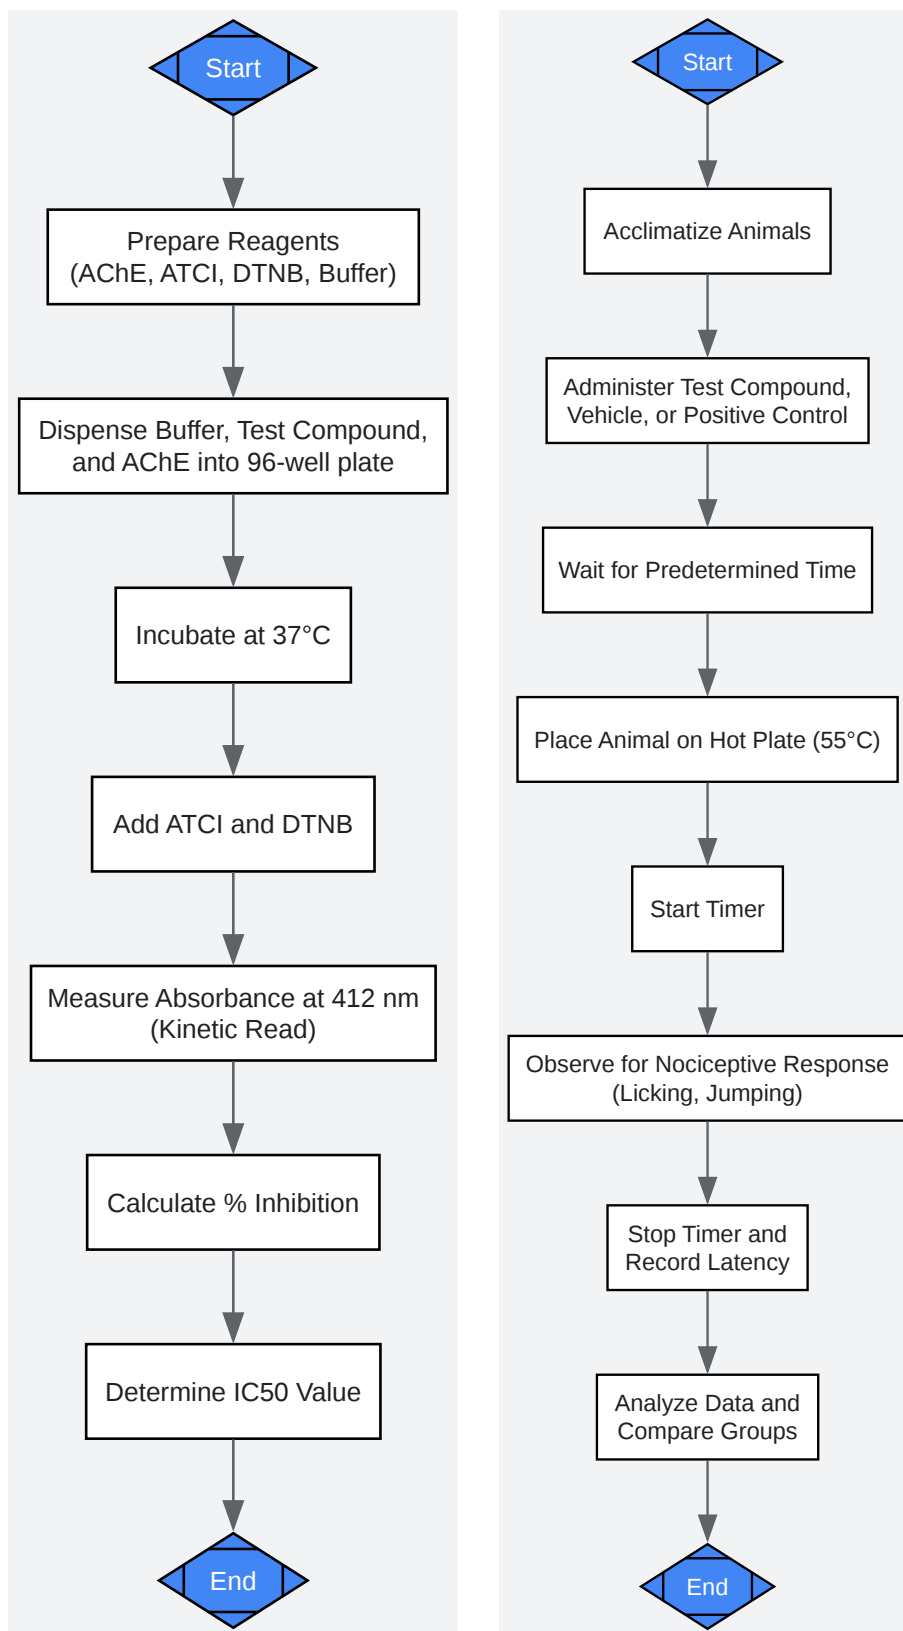 Start
Prepare Reagents
(AChE, ATCI, DTNB, Buffer)
Dispense Buffer, Test Compound,
and AChE into 96-well plate
Incubate at 37°C
Add ATCI and DTNB
Measure Absorbance at 412 nm
(Kinetic Read)
Calculate % Inhibition
Determine IC50 Value
End
Start
Acclimatize Animals
Administer Test Compound,
Vehicle, or Positive Control
Wait for Predetermined Time
Place Animal on Hot Plate (55°C)
Start Timer
Observe for Nociceptive Response
(Licking, Jumping)
Stop Timer and
Record Latency
Analyze Data and
Compare Groups
End